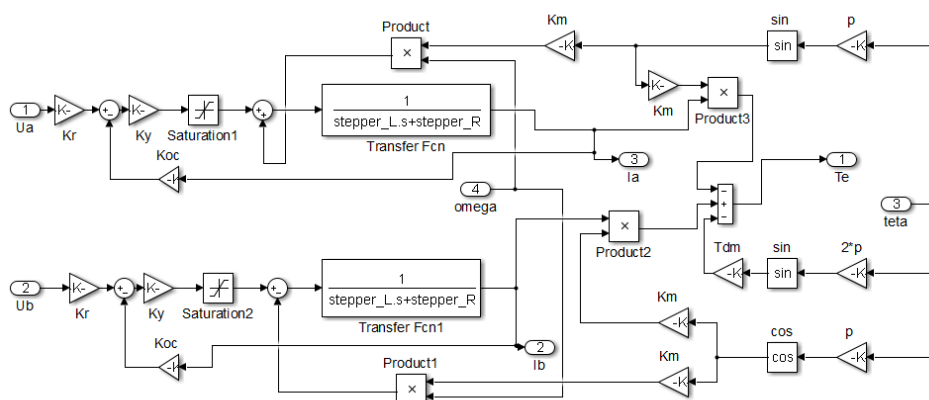 Product
Km
sin
p
-K
sin
-K
K-
Km
×
Product3
×
1
Ua
K-
Kr
+
-
K-
Ky
Saturation1
+
+
1
stepper_L.s+stepper_R
Transfer Fcn
Koc
-K
3
Ia
4
omega
1
Te
3
teta
-
+
-
×
Product2
Tdm
-K
sin
sin
2*p
-K
2
Ub
K-
Kr
+
-
K-
Ky
Saturation2
+
-
1
stepper_L.s+stepper_R
Transfer Fcn1
Koc
-K
2
Ib
Product1
×
Km
-K
Km
-K
cos
cos
p
-K